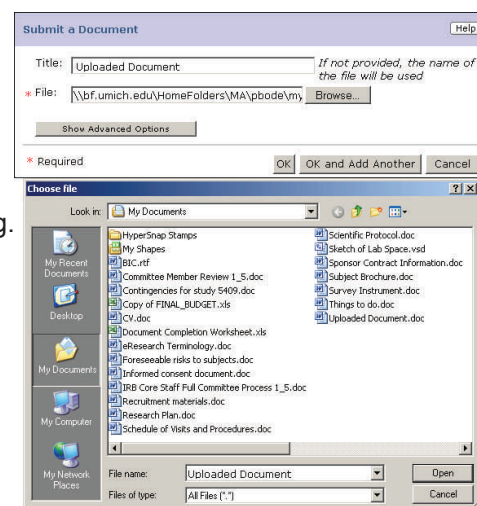 Submit a Document
Help
Title: Uploaded Document
If not provided, the name of
the file will be used
* File: \\bf.umich.edu\HomeFolders\MA\pbode\my Browse...
Show Advanced Options
* Required
OK OK and Add Another Cancel
g.
Choose file
Look in: My Documents
My Recent
Documents
Desktop
My Documents
My Computer
My Network
Places
HyperSnap Stamps
My Shapes
BIC.rtf
Committee Member Review 1_5.doc
Contingencies for study 5409.doc
Copy of FINAL_BUDGET.xls
CV.doc
Document Completion Worksheet.xls
eResearch Terminology.doc
Foreseeable risks to subjects.doc
Informed consent document.doc
IRB Core Staff Full Committee Process 1_5.doc
Recruitment materials.doc
Research Plan.doc
Schedule of Visits and Procedures.doc
Scientific Protocol.doc
Sketch of Lab Space.vsd
Sponsor Contract Information.doc
Subject Brochure.doc
Survey Instrument.doc
Things to do.doc
Uploaded Document.doc
File name: Uploaded Document Open
Files of type: All Files (*.*) Cancel